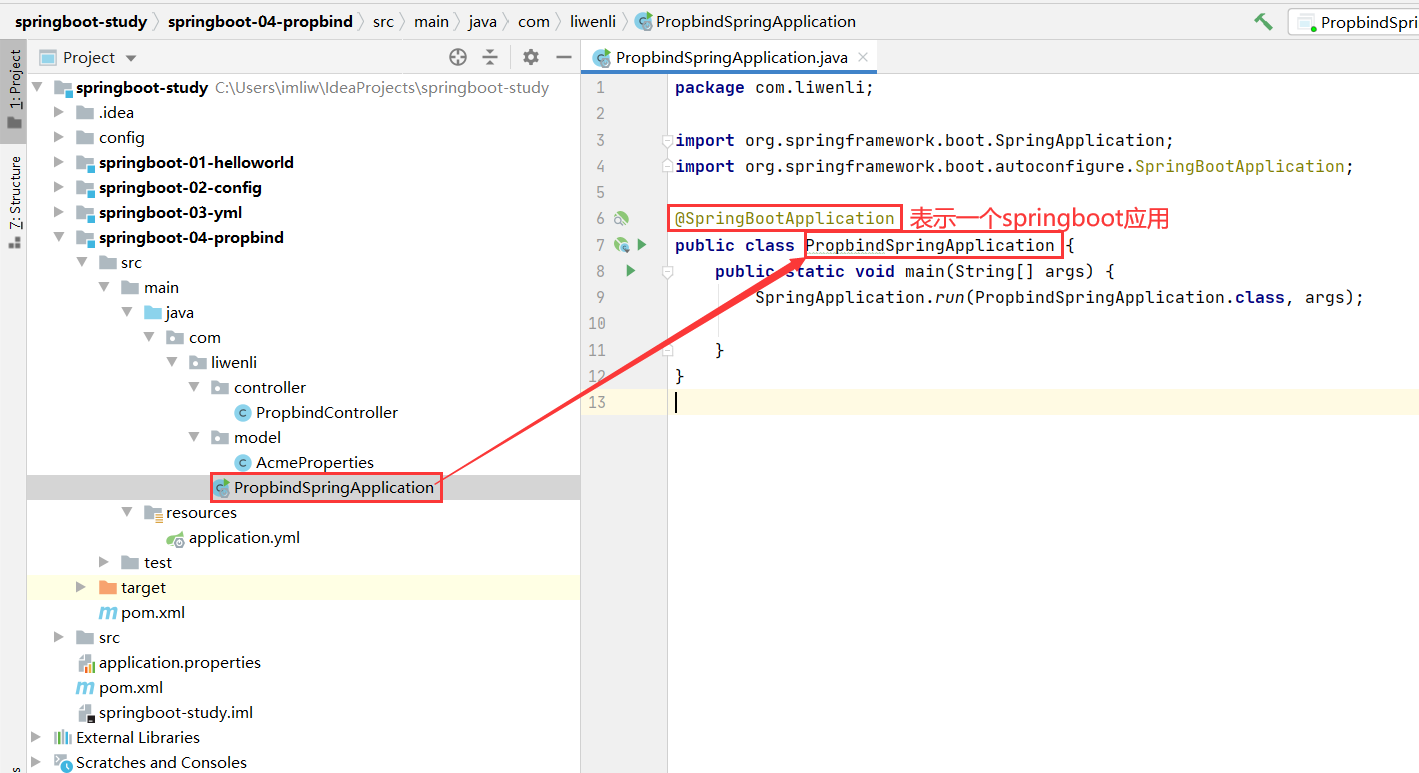 springboot-study springboot-04-propbind src main java com liwenli PropbindSpringApplication PropbindSpri
1: Project
Z: Structure
Project
springboot-study C:\Users\imliw\IdeaProjects\springboot-study
.idea
config
springboot-01-helloworld
springboot-02-config
springboot-03-yml
springboot-04-propbind
src
main
java
com
liwenli
controller
PropbindController
model
AcmeProperties
PropbindSpringApplication
resources
application.yml
test
target
pom.xml
src
application.properties
pom.xml
springboot-study.iml
External Libraries
Scratches and Consoles
PropbindSpringApplication.java
1 package com.liwenli;
2
3 import org.springframework.boot.SpringApplication;
4 import org.springframework.boot.autoconfigure.SpringBootApplication;
5
6 @SpringBootApplication 表示一个springboot应用
7 public class PropbindSpringApplication {
8 public static void main(String[] args) {
9 SpringApplication.run(PropbindSpringApplication.class, args);
10
11 }
12 }
13